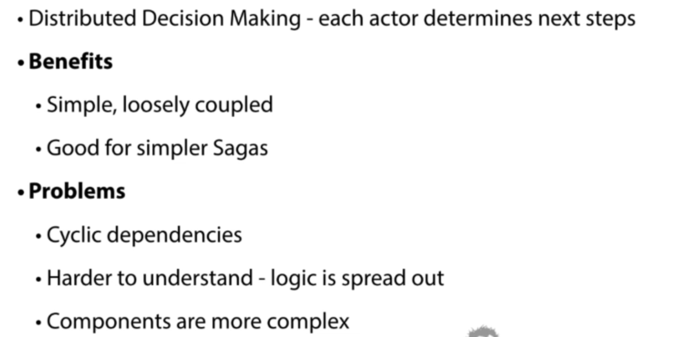 • Distributed Decision Making - each actor determines next steps
• Benefits
• Simple, loosely coupled
• Good for simpler Sagas
• Problems
• Cyclic dependencies
• Harder to understand - logic is spread out
• Components are more complex